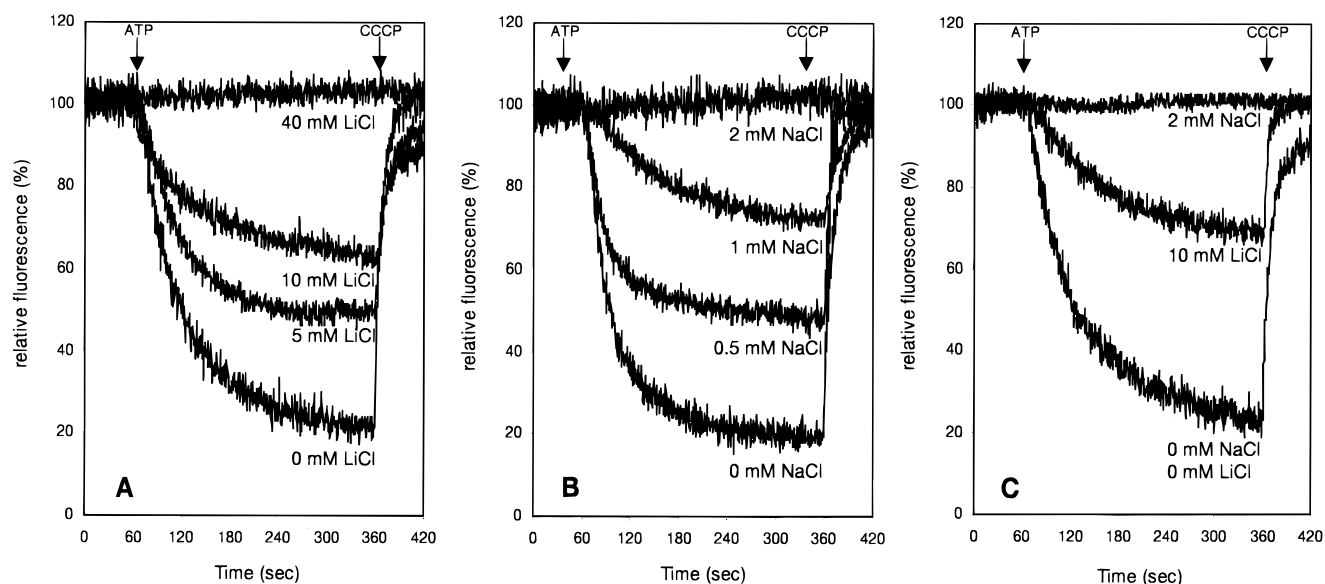 120
100
80
60
40
20
0
relative fluorescence (%)
ATP
CCCP
40 mM LiCl
10 mM LiCl
5 mM LiCl
0 mM LiCl
A
0 60 120 180 240 300 360 420
Time (sec)
120
100
80
60
40
20
0
relative fluorescence (%)
ATP
CCCP
2 mM NaCl
1 mM NaCl
0.5 mM NaCl
0 mM NaCl
B
0 60 120 180 240 300 360 420
Time (sec)
120
100
80
60
40
20
0
relative fluorescence (%)
ATP
CCCP
2 mM NaCl
10 mM LiCl
0 mM NaCl
0 mM LiCl
C
0 60 120 180 240 300 360 420
Time (sec)